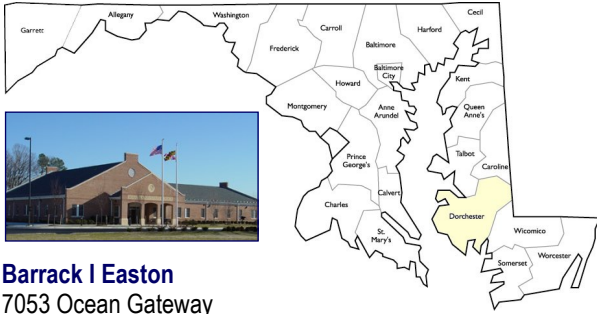 Cecil
Garrett
Allegany
Washington
Carroll
Harford
Frederick
Baltimore
Baltimore
City
Kent
Howard
Montgomery
Anne
Arundel
Queen
Anne's
Prince
George's
Talbot
Caroline
Calvert
Charles
Dorchester
St.
Mary's
Wicomico
Somerset
Worcester
Barrack I Easton
7053 Ocean Gateway